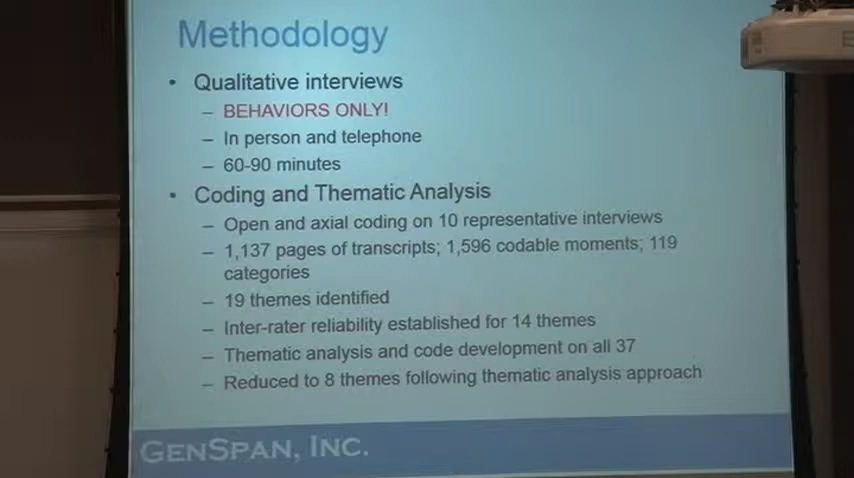 Methodology
• Qualitative interviews
– BEHAVIORS ONLY!
– In person and telephone
– 60-90 minutes
• Coding and Thematic Analysis
– Open and axial coding on 10 representative interviews
– 1,137 pages of transcripts; 1,596 codable moments; 119
categories
– 19 themes identified
– Inter-rater reliability established for 14 themes
– Thematic analysis and code development on all 37
– Reduced to 8 themes following thematic analysis approach
GENSPAN, INC.